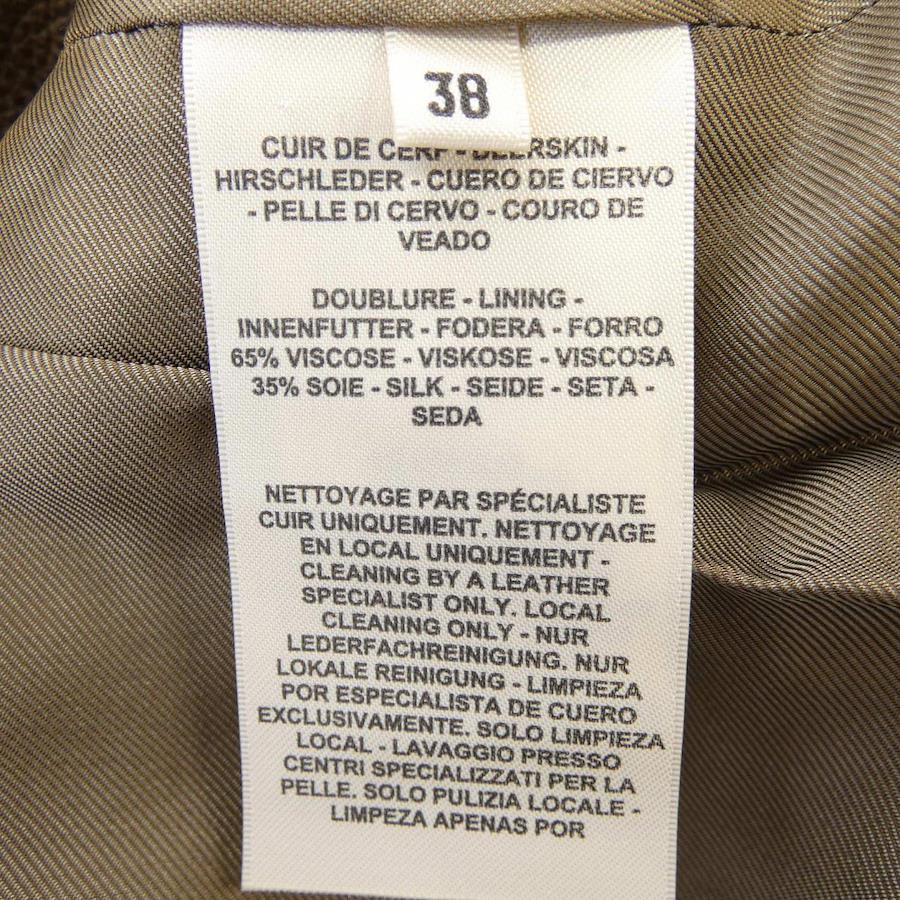 38
CUIR DE CERF - DEERSKIN -
HIRSCHLEDER - CUERO DE CIERVO
- PELLE DI CERVO - COURO DE
VEADO
DOUBLURE - LINING -
INNENFUTTER - FODERA - FORRO
65% VISCOSE - VISKOSE - VISCOSA
35% SOIE - SILK - SEIDE - SETA -
SEDA
NETTOYAGE PAR SPÉCIALISTE
CUIR UNIQUEMENT. NETTOYAGE
EN LOCAL UNIQUEMENT -
CLEANING BY A LEATHER
SPECIALIST ONLY. LOCAL
CLEANING ONLY - NUR
LEDERFACHREINIGUNG. NUR
LOKALE REINIGUNG - LIMPIEZA
POR ESPECIALISTA DE CUERO
EXCLUSIVAMENTE. SOLO LIMPIEZA
LOCAL - LAVAGGIO PRESSO
CENTRI SPECIALIZZATI PER LA
PELLE. SOLO PULIZIA LOCALE -
LIMPEZA APENAS POR